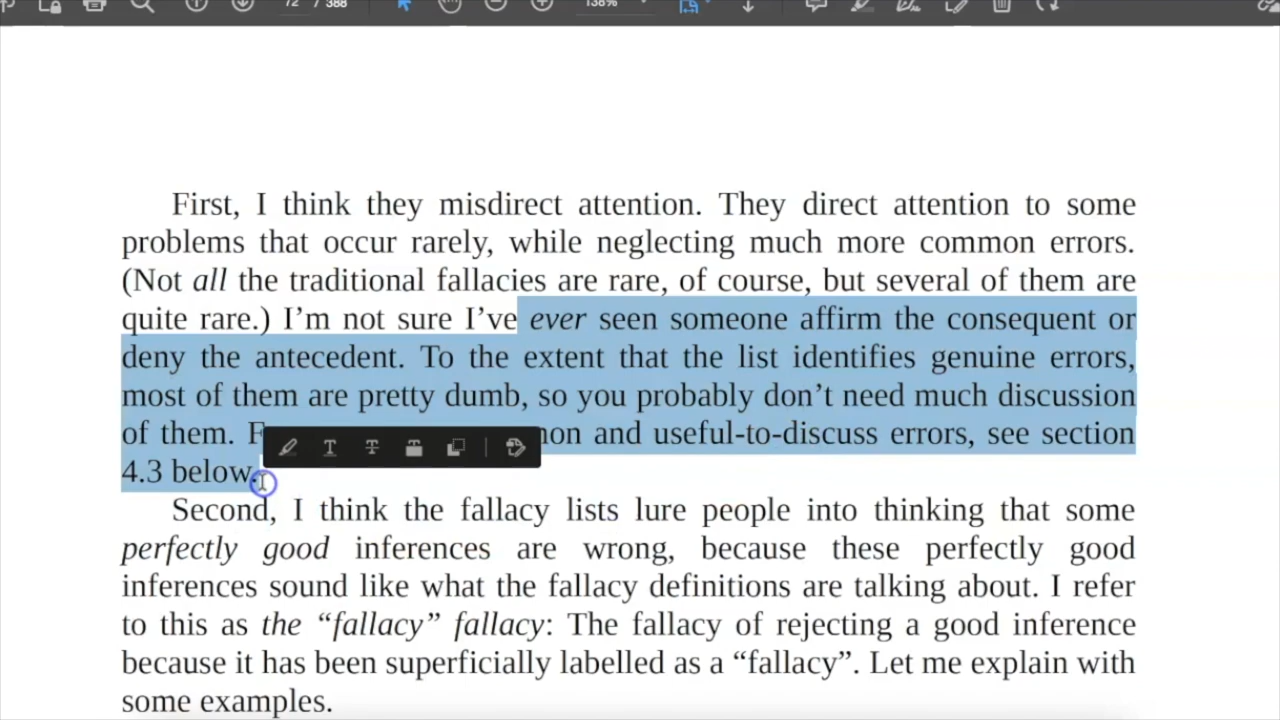 72 / 388
138%
First, I think they misdirect attention. They direct attention to some
problems that occur rarely, while neglecting much more common errors.
(Not all the traditional fallacies are rare, of course, but several of them are
quite rare.) I’m not sure I’ve ever seen someone affirm the consequent or
deny the antecedent. To the extent that the list identifies genuine errors,
most of them are pretty dumb, so you probably don’t need much discussion
of them. and useful-to-discuss errors, see section
4.3 below.
Second, I think the fallacy lists lure people into thinking that some
perfectly good inferences are wrong, because these perfectly good
inferences sound like what the fallacy definitions are talking about. I refer
to this as the “fallacy” fallacy: The fallacy of rejecting a good inference
because it has been superficially labelled as a “fallacy”. Let me explain with
some examples.